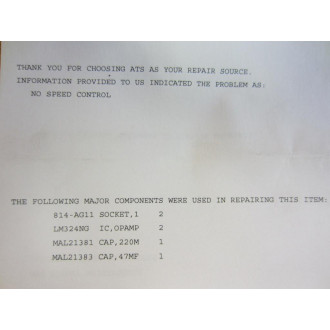 THANK YOU FOR CHOOSING ATS AS YOUR REPAIR SOURCE.
INFORMATION PROVIDED TO US INDICATED THE PROBLEM AS:
NO SPEED CONTROL
THE FOLLOWING MAJOR COMPONENTS WERE USED IN REPAIRING THIS ITEM:
814-AG11 SOCKET,1 2
LM324NG IC,OPAMP 2
MAL21381 CAP,220M 1
MAL21383 CAP,47MF 1